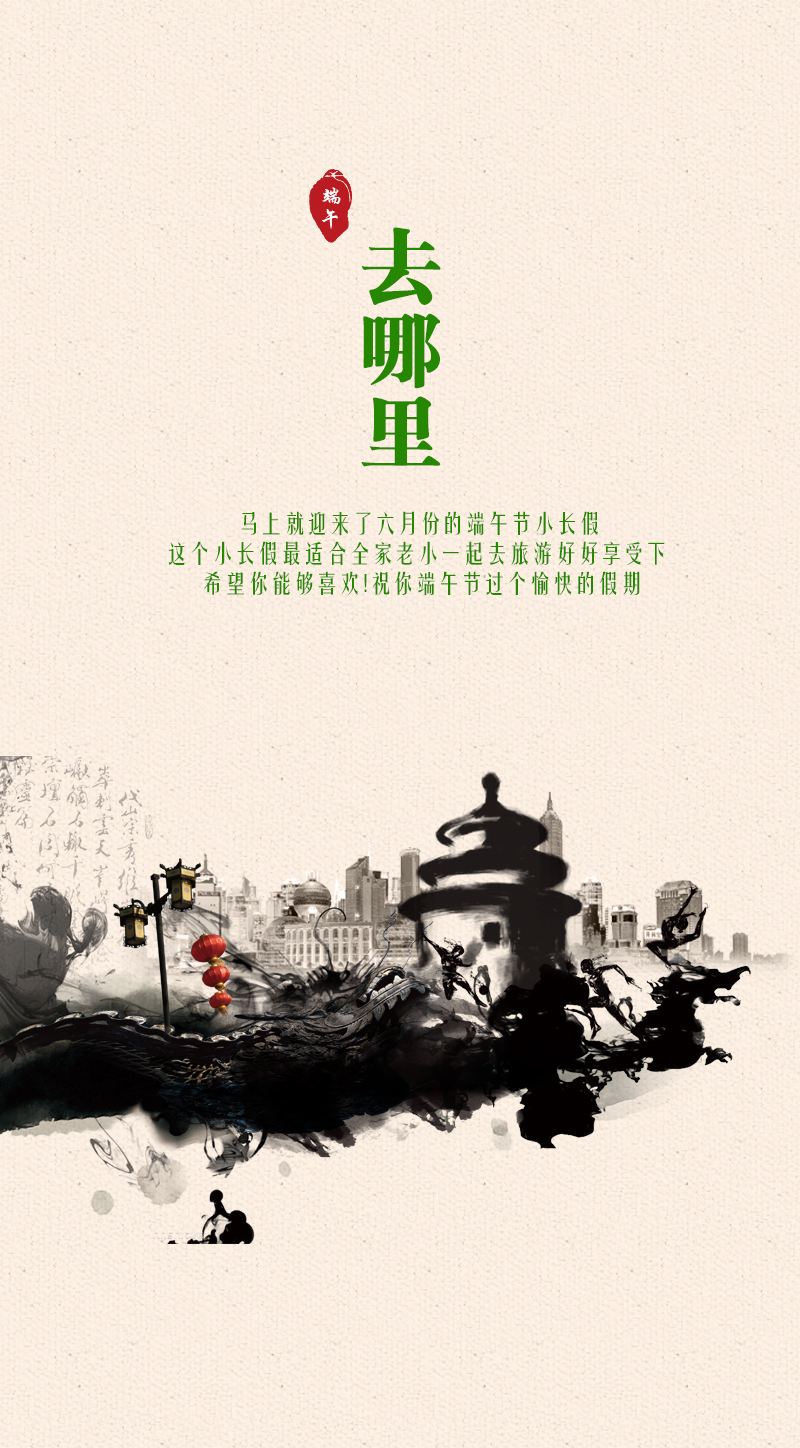 端午
去哪里
马上就迎来了六月份的端午节小长假
这个小长假最适合全家老小一起去旅游好好享受下
希望你能够喜欢!祝你端午节过个愉快的假期